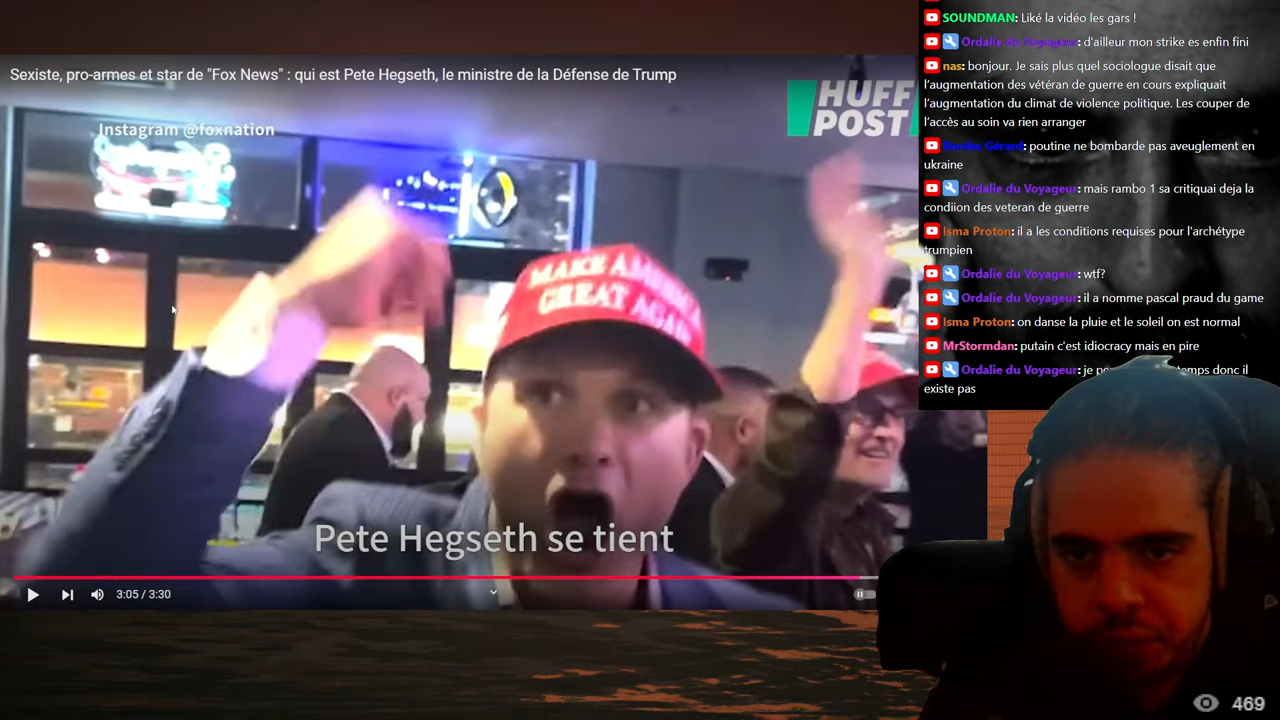 Sexiste, pro-armes et star de "Fox News" : qui est Pete Hegseth, le ministre de la Défense de Trump
HUFF
POST
Instagram @foxnation
MAKE AMERICA
GREAT AGAIN
Pete Hegseth se tient
3:05 / 3:30
SOUNDMAN: Liké la vidéo les gars !
Ordalie du Voyageur: d'ailleur mon strike es enfin fini
nas: bonjour. Je sais plus quel sociologue disait que
l'augmentation des vétéran de guerre en cours expliquait
l'augmentation du climat de violence politique. Les couper de
l'accès au soin va rien arranger
Gérard: poutine ne bombarde pas aveuglement en
ukraine
Ordalie du Voyageur: mais rambo 1 sa critiquai deja la
condiion des veteran de guerre
Isma Proton: il a les conditions requises pour l'archétype
trumpien
Ordalie du Voyageur: wtf?
Ordalie du Voyageur: il a nomme pascal praud du game
Isma Proton: on danse la pluie et le soleil on est normal
MrStormdan: putain c'est idiocracy mais en pire
Ordalie du Voyageur: je temps donc il
existe pas
469